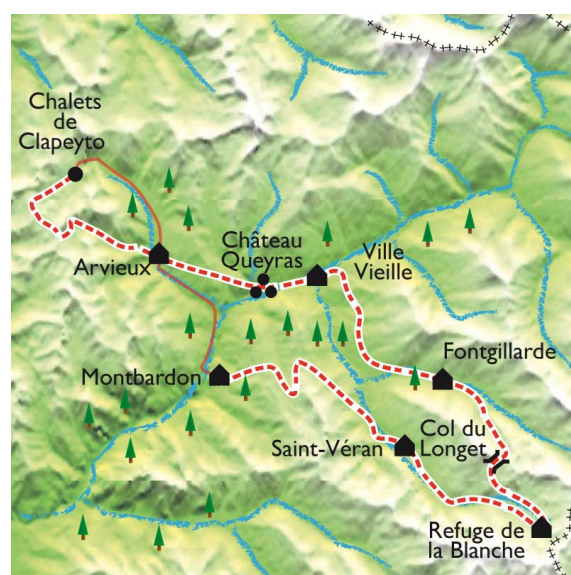 Chalets
de
Clapeyto
Château
Queyras
Arvieux
Ville
Vieille
Fontgillarde
Montbardon
Col du
Longet
Saint-Véran
Refuge de
la Blanche